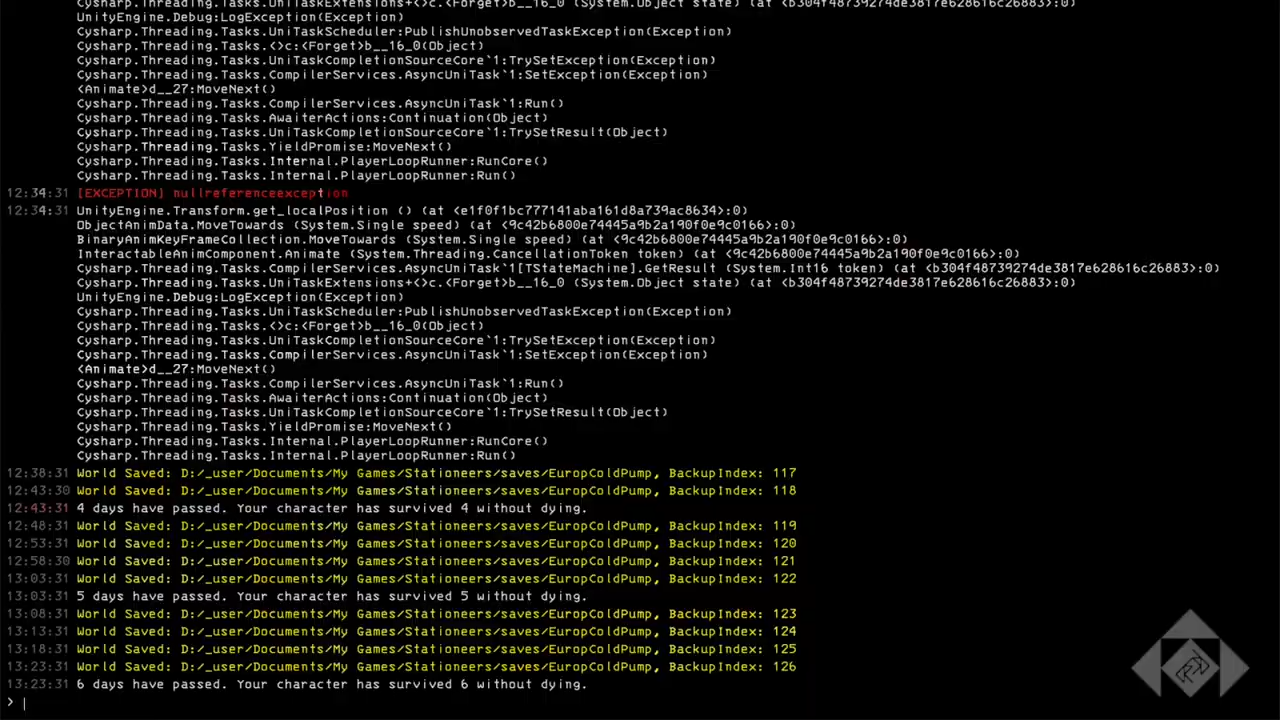 Cysharp.Threading.Tasks.UniTaskExtensions+<>c.<Forget>b__16_0 (System.Object state) (at <b304f48739274de3817e628616c26883>:0)
UnityEngine.Debug:LogException(Exception)
Cysharp.Threading.Tasks.UniTaskScheduler:PublishUnobservedTaskException(Exception)
Cysharp.Threading.Tasks.<>c:<Forget>b__16_0(Object)
Cysharp.Threading.Tasks.UniTaskCompletionSourceCore`1:TrySetException(Exception)
Cysharp.Threading.Tasks.CompilerServices.AsyncUniTask`1:SetException(Exception)
<Animate>d__27:MoveNext()
Cysharp.Threading.Tasks.CompilerServices.AsyncUniTask`1:Run()
Cysharp.Threading.Tasks.AwaiterActions:Continuation(Object)
Cysharp.Threading.Tasks.UniTaskCompletionSourceCore`1:TrySetResult(Object)
Cysharp.Threading.Tasks.YieldPromise:MoveNext()
Cysharp.Threading.Tasks.Internal.PlayerLoopRunner:RunCore()
Cysharp.Threading.Tasks.Internal.PlayerLoopRunner:Run()
12:34:31 [EXCEPTION] nullreferenceexception
12:34:31 UnityEngine.Transform.get_localPosition () (at <e1f0f1bc777141aba161d8a739ac8634>:0)
ObjectAnimData.MoveTowards (System.Single speed) (at <9c42b6800e74445a9b2a190f0e9c0166>:0)
BinaryAnimKeyFrameCollection.MoveTowards (System.Single speed) (at <9c42b6800e74445a9b2a190f0e9c0166>:0)
InteractableAnimComponent.Animate (System.Threading.CancellationToken token) (at <9c42b6800e74445a9b2a190f0e9c0166>:0)
Cysharp.Threading.Tasks.CompilerServices.AsyncUniTask`1[TStateMachine].GetResult (System.Int16 token) (at <b304f48739274de3817e628616c26883>:0)
Cysharp.Threading.Tasks.UniTaskExtensions+<>c.<Forget>b__16_0 (System.Object state) (at <b304f48739274de3817e628616c26883>:0)
UnityEngine.Debug:LogException(Exception)
Cysharp.Threading.Tasks.UniTaskScheduler:PublishUnobservedTaskException(Exception)
Cysharp.Threading.Tasks.<>c:<Forget>b__16_0(Object)
Cysharp.Threading.Tasks.UniTaskCompletionSourceCore`1:TrySetException(Exception)
Cysharp.Threading.Tasks.CompilerServices.AsyncUniTask`1:SetException(Exception)
<Animate>d__27:MoveNext()
Cysharp.Threading.Tasks.CompilerServices.AsyncUniTask`1:Run()
Cysharp.Threading.Tasks.AwaiterActions:Continuation(Object)
Cysharp.Threading.Tasks.UniTaskCompletionSourceCore`1:TrySetResult(Object)
Cysharp.Threading.Tasks.YieldPromise:MoveNext()
Cysharp.Threading.Tasks.Internal.PlayerLoopRunner:RunCore()
Cysharp.Threading.Tasks.Internal.PlayerLoopRunner:Run()
12:38:31 World Saved: D:/_user/Documents/My Games/Stationeers/saves/EuropColdPump, BackupIndex: 117
12:43:30 World Saved: D:/_user/Documents/My Games/Stationeers/saves/EuropColdPump, BackupIndex: 118
12:43:31 4 days have passed. Your character has survived 4 without dying.
12:48:31 World Saved: D:/_user/Documents/My Games/Stationeers/saves/EuropColdPump, BackupIndex: 119
12:53:31 World Saved: D:/_user/Documents/My Games/Stationeers/saves/EuropColdPump, BackupIndex: 120
12:58:30 World Saved: D:/_user/Documents/My Games/Stationeers/saves/EuropColdPump, BackupIndex: 121
13:03:31 World Saved: D:/_user/Documents/My Games/Stationeers/saves/EuropColdPump, BackupIndex: 122
13:03:31 5 days have passed. Your character has survived 5 without dying.
13:08:31 World Saved: D:/_user/Documents/My Games/Stationeers/saves/EuropColdPump, BackupIndex: 123
13:13:31 World Saved: D:/_user/Documents/My Games/Stationeers/saves/EuropColdPump, BackupIndex: 124
13:18:31 World Saved: D:/_user/Documents/My Games/Stationeers/saves/EuropColdPump, BackupIndex: 125
13:23:31 World Saved: D:/_user/Documents/My Games/Stationeers/saves/EuropColdPump, BackupIndex: 126
13:23:31 6 days have passed. Your character has survived 6 without dying.
>